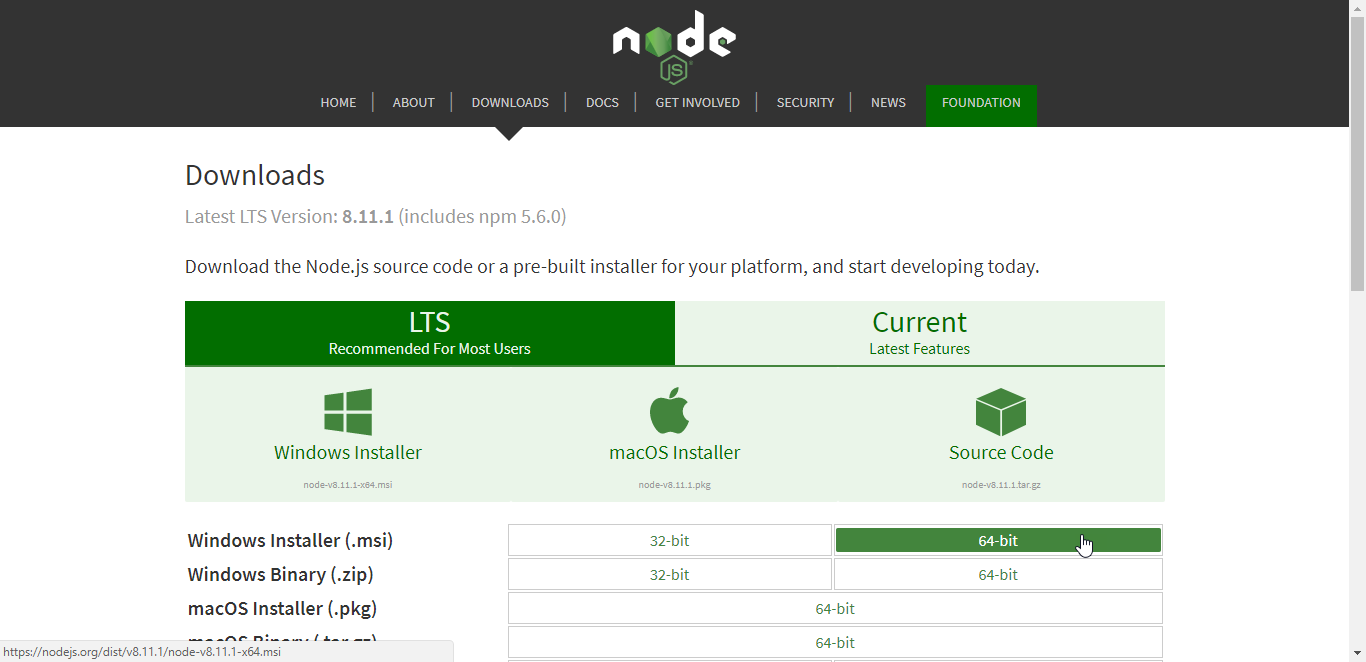 node
JS
HOME | ABOUT | DOWNLOADS | DOCS | GET INVOLVED | SECURITY | NEWS FOUNDATION
Downloads
Latest LTS Version: 8.11.1 (includes npm 5.6.0)
Download the Node.js source code or a pre-built installer for your platform, and start developing today.
LTS Current
Recommended For Most Users Latest Features
Windows Installer macOS Installer Source Code
node-v8.11.1-x64.msi node-v8.11.1.pkg node-v8.11.1.tar.gz
Windows Installer (.msi) 32-bit 64-bit
Windows Binary (.zip) 32-bit 64-bit
macOS Installer (.pkg) 64-bit
macOS Binary (.tar.gz) 64-bit
https://nodejs.org/dist/v8.11.1/node-v8.11.1-x64.msi